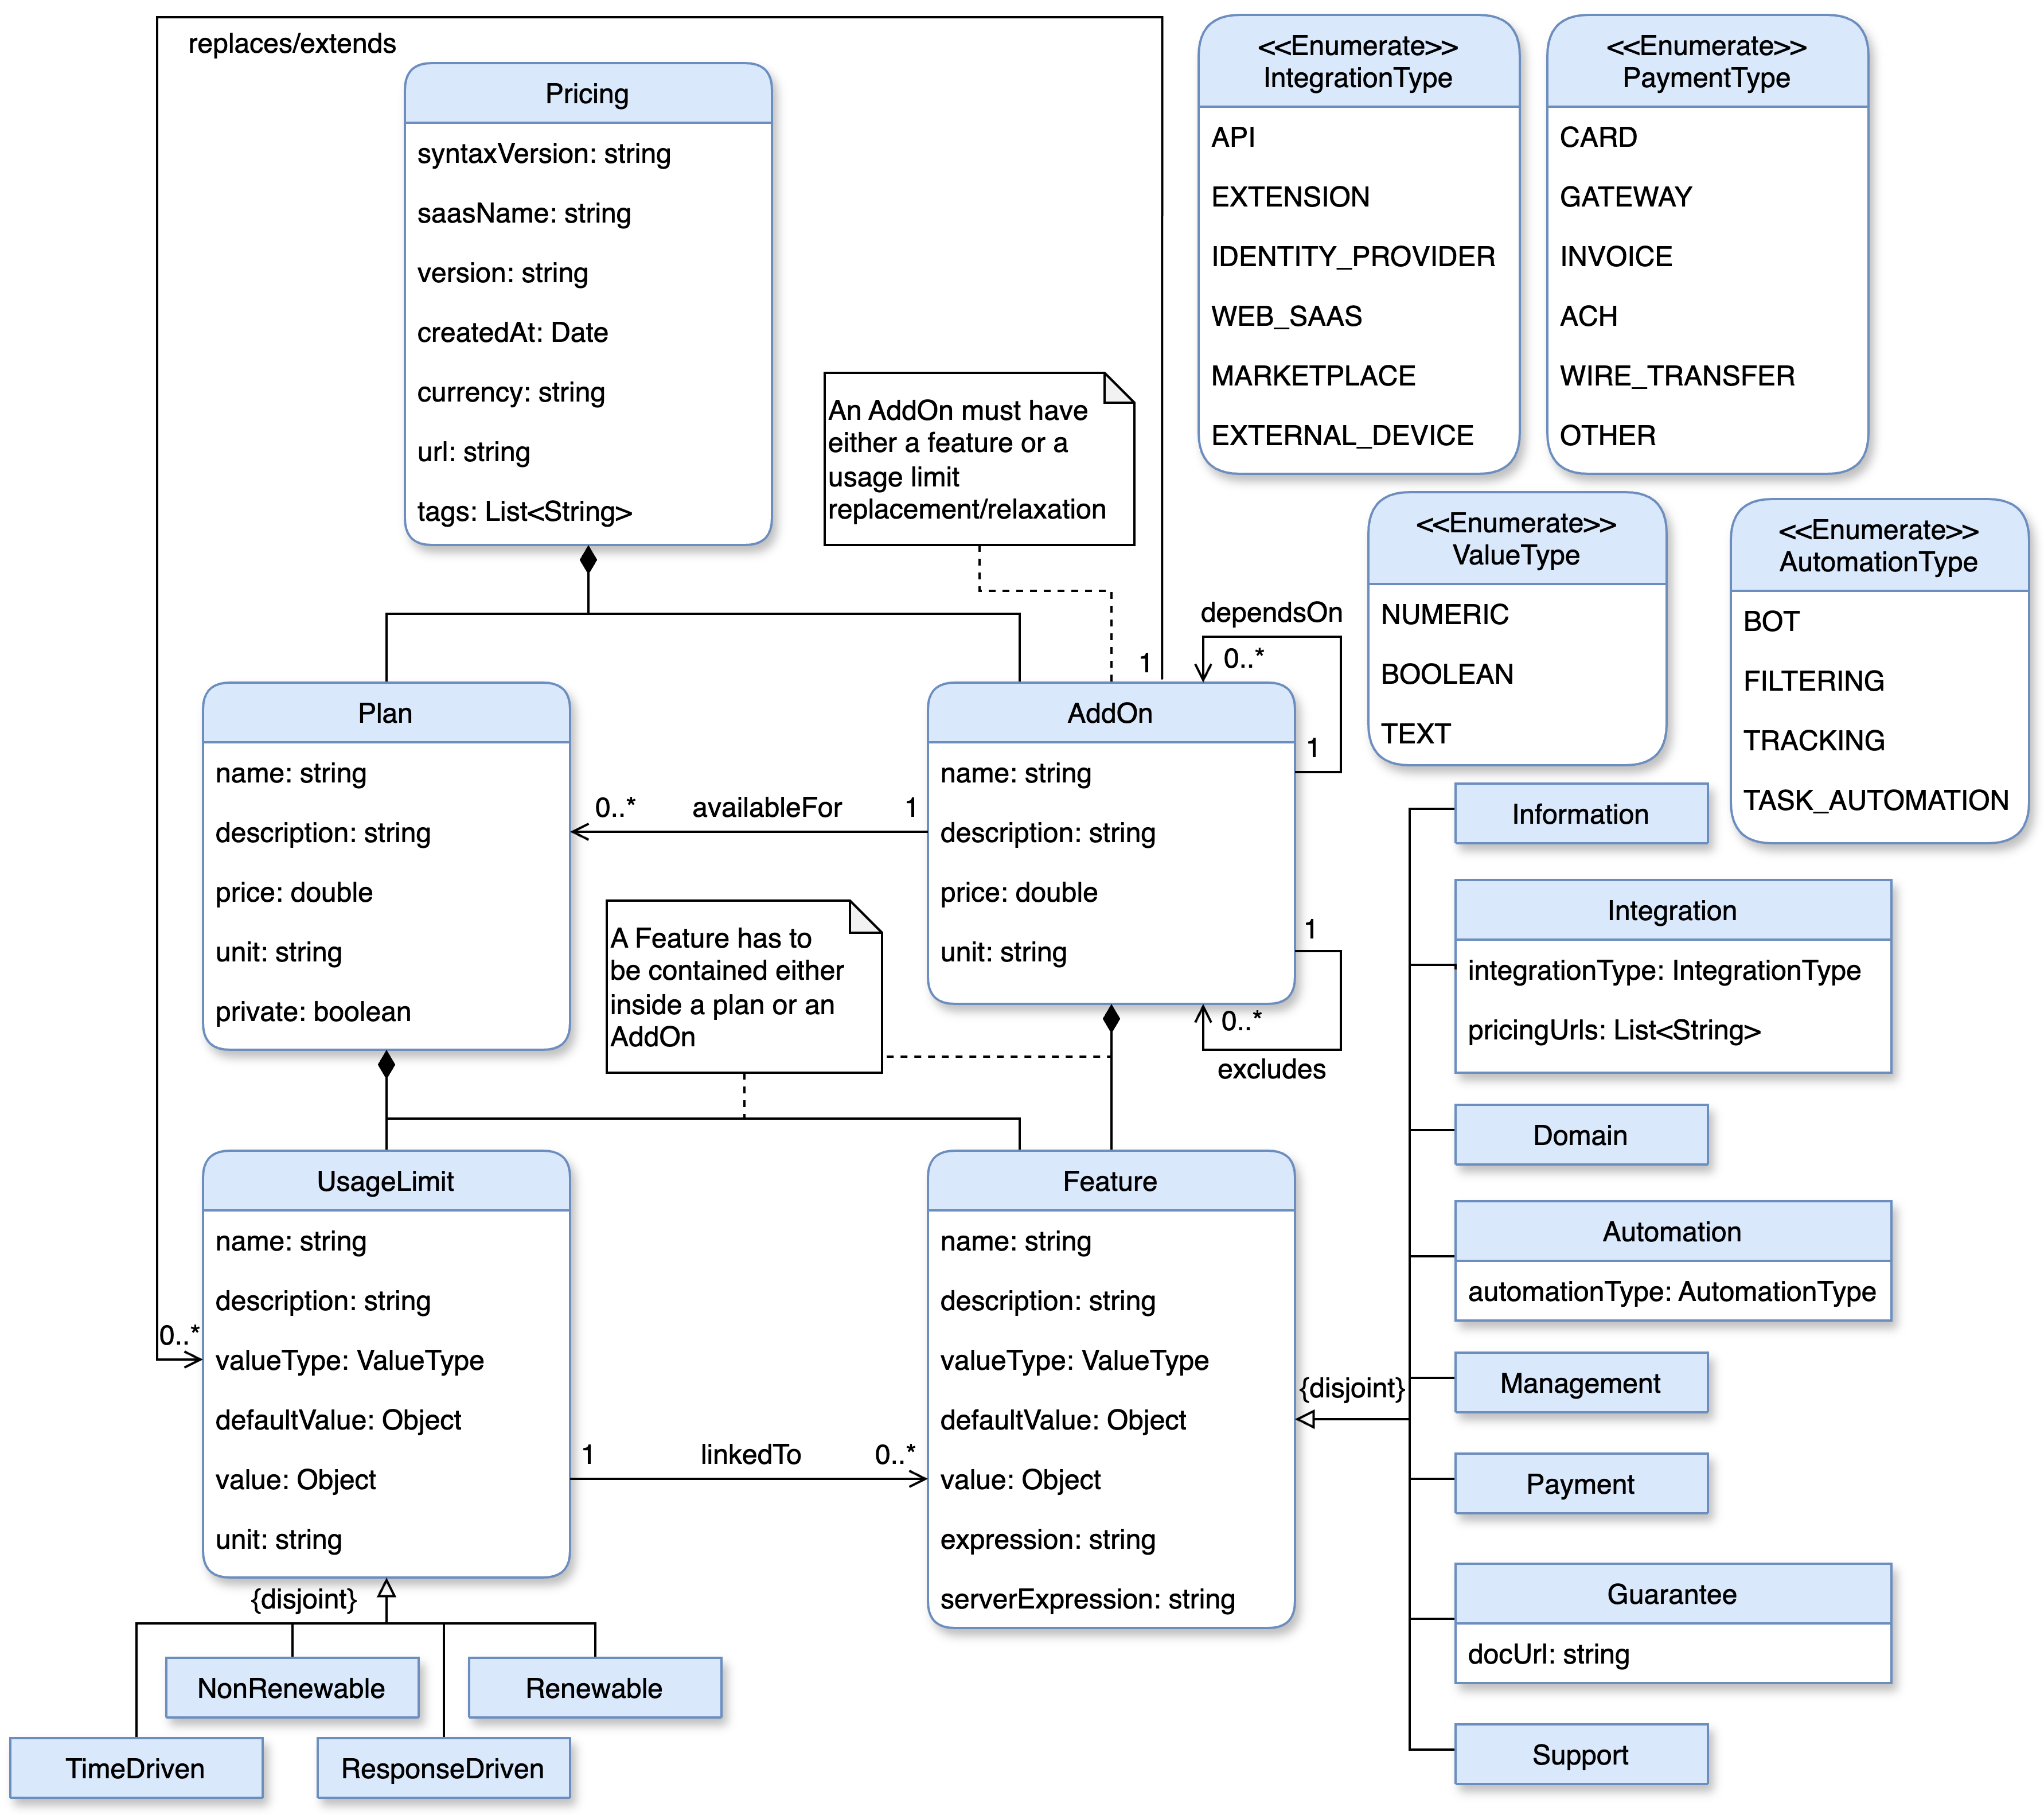 replaces/extends
Pricing
syntaxVersion: string
saasName: string
version: string
createdAt: Date
currency: string
url: string
tags: List<String>
<<Enumerate>>
IntegrationType
API
EXTENSION
IDENTITY_PROVIDER
WEB_SAAS
MARKETPLACE
EXTERNAL_DEVICE
<<Enumerate>>
PaymentType
CARD
GATEWAY
INVOICE
ACH
WIRE_TRANSFER
OTHER
An AddOn must have
either a feature or a
usage limit
replacement/relaxation
<<Enumerate>>
ValueType
NUMERIC
BOOLEAN
TEXT
<<Enumerate>>
AutomationType
BOT
FILTERING
TRACKING
TASK_AUTOMATION
dependsOn
0..*
1
1
Plan
name: string
description: string
price: double
unit: string
private: boolean
0..*
availableFor
1
AddOn
name: string
description: string
price: double
unit: string
1
0..*
excludes
A Feature has to
be contained either
inside a plan or an
AddOn
Information
Integration
integrationType: IntegrationType
pricingUrls: List<String>
Domain
Automation
automationType: AutomationType
Management
Payment
Guarantee
docUrl: string
Support
UsageLimit
name: string
description: string
valueType: ValueType
defaultValue: Object
value: Object
unit: string
0..*
1
linkedTo
0..*
Feature
name: string
description: string
valueType: ValueType
defaultValue: Object
value: Object
expression: string
serverExpression: string
{disjoint}
{disjoint}
NonRenewable
Renewable
TimeDriven
ResponseDriven